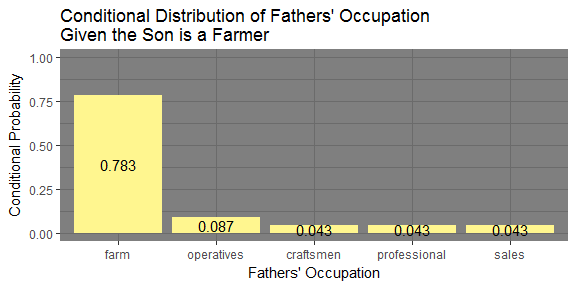 Conditional Distribution of Fathers' Occupation
Given the Son is a Farmer
Conditional Probability
1.00
0.75
0.50
0.25
0.00
0.783
0.087
0.043
0.043
0.043
farm
operatives
craftsmen
professional
sales
Fathers' Occupation